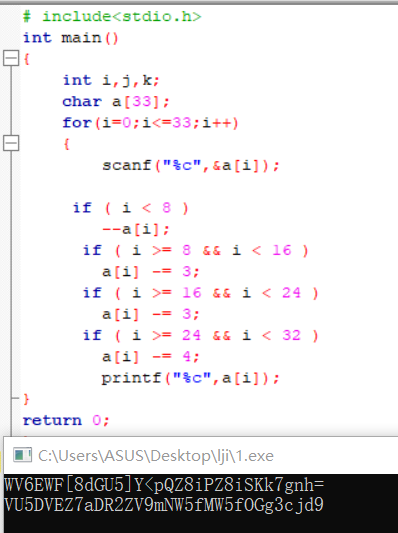 # include<stdio.h>
int main()
{
int i,j,k;
char a[33];
for(i=0;i<=33;i++)
{
scanf("%c",&a[i]);
if ( i < 8 )
--a[i];
if ( i >= 8 && i < 16 )
a[i] -= 3;
if ( i >= 16 && i < 24 )
a[i] -= 3;
if ( i >= 24 && i < 32 )
a[i] -= 4;
printf("%c",a[i]);
}
return 0;
C:\Users\ASUS\Desktop\lji\1.exe
WV6EWF[8dGU5]Y<pQZ8iPZ8iSKk7gnh=
VU5DVEZ7aDR2ZV9mNW5fMW5fOGg3cjd9